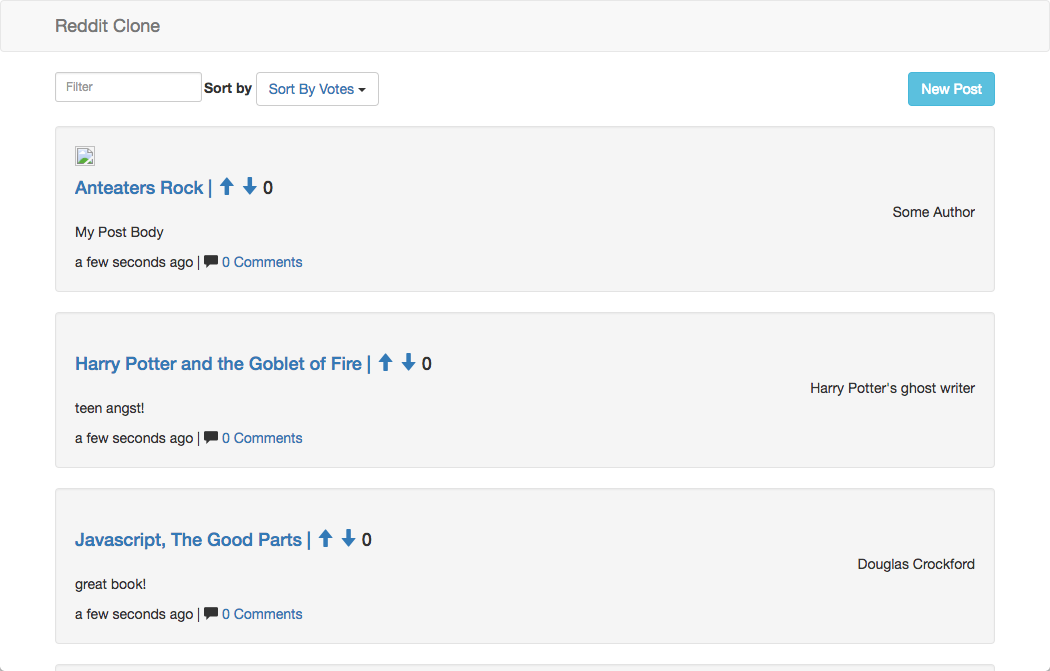 Reddit Clone
Filter Sort by Sort By Votes New Post
Anteaters Rock | 0
Some Author
My Post Body
a few seconds ago | 0 Comments
Harry Potter and the Goblet of Fire | 0
Harry Potter's ghost writer
teen angst!
a few seconds ago | 0 Comments
Javascript, The Good Parts | 0
Douglas Crockford
great book!
a few seconds ago | 0 Comments